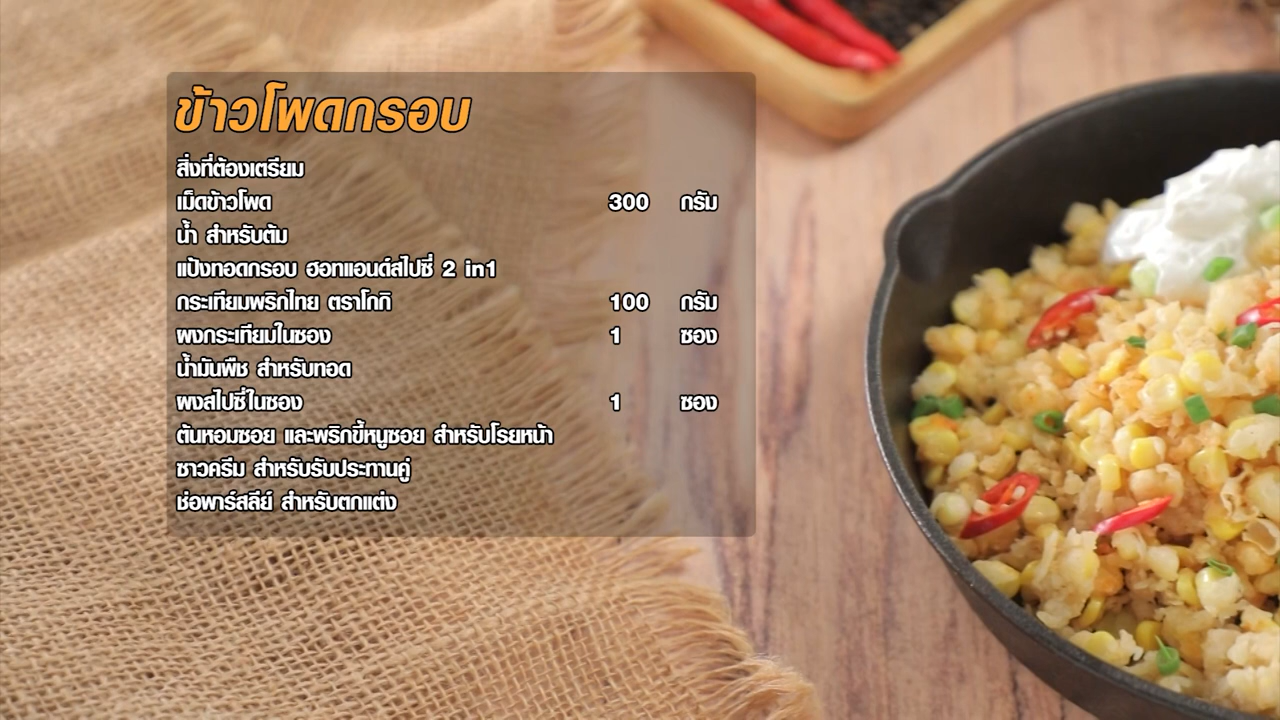 ข้าวโพดกรอบ
สิ่งที่ต้องเตรียม
เม็ดข้าวโพด 300 กรัม
น้ำ สำหรับต้ม
แป้งทอดกรอบ ฮอทแอนด์สไปซี่ 2 in1
กระเทียมพริกไทย ตราโกกิ 100 กรัม
ผงกระเทียมในซอง 1 ซอง
น้ำมันพืช สำหรับทอด
ผงสไปซี่ในซอง 1 ซอง
ต้นหอมซอย และพริกขี้หนูซอย สำหรับโรยหน้า
ซาวครีม สำหรับรับประทานคู่
ช่อพาร์สลีย์ สำหรับตกแต่ง